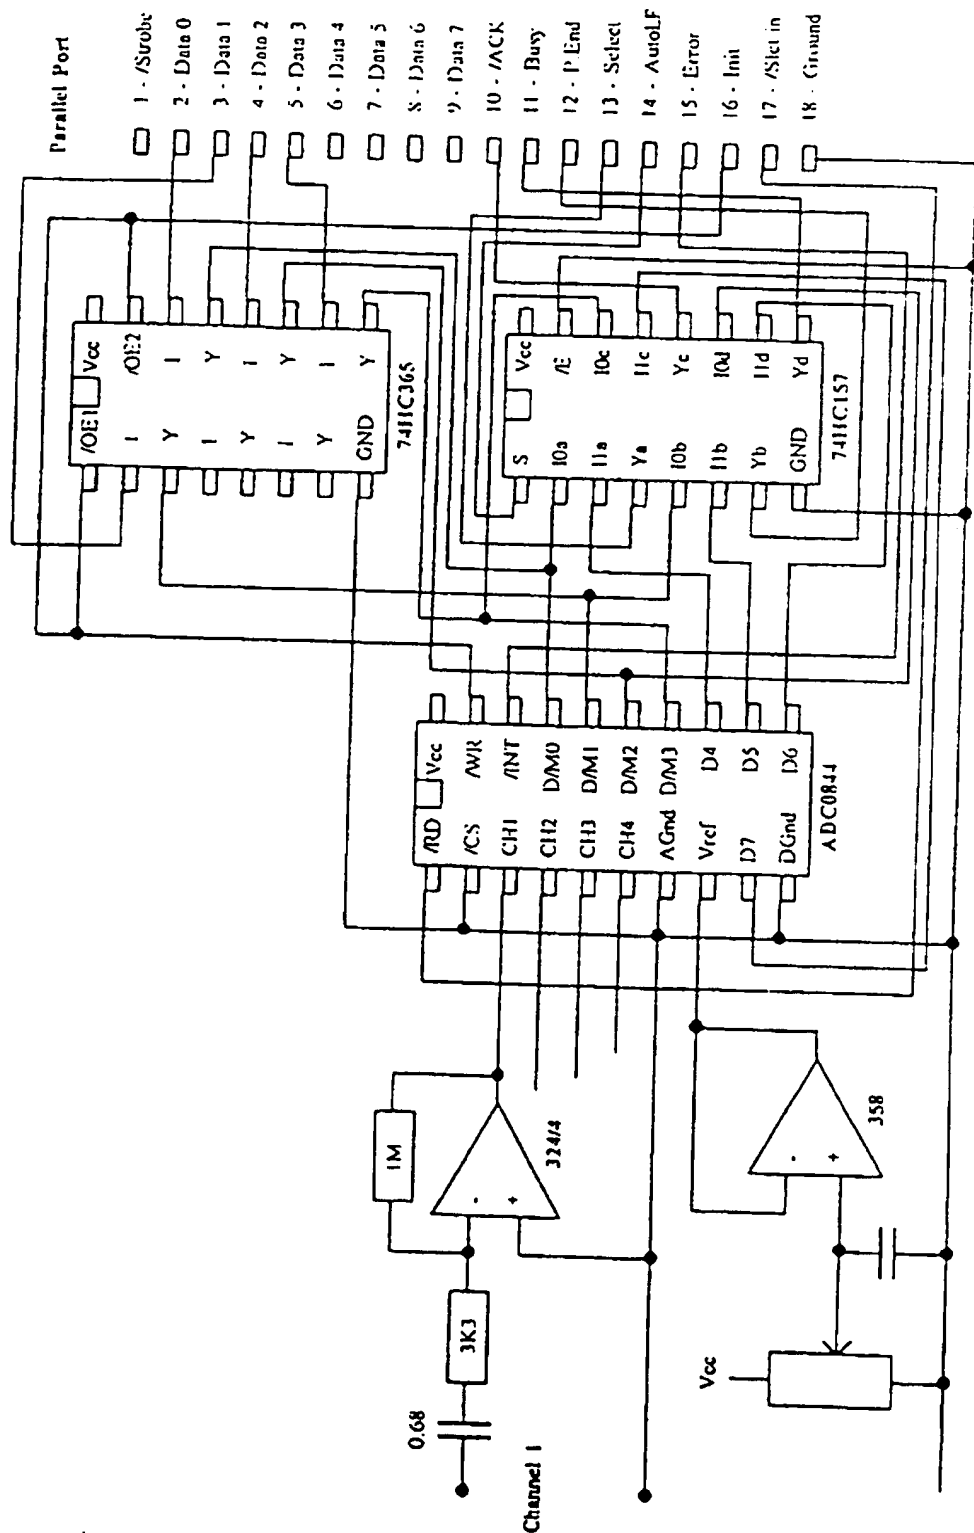 Parallel Port
1 - /Strobe
2 - Data 0
3 - Data 1
4 - Data 2
5 - Data 3
6 - Data 4
7 - Data 5
8 - Data 6
9 - Data 7
10 - /ACK
11 - Busy
12 - P.End
13 - Select
14 - AutoLF
15 - Error
16 - Init
17 - /Slct in
18 - Ground
/OE1 Vcc
I /OE2
Y I
I Y
Y I
I Y
Y I
GND Y
74HC365
S Vcc
I0a /E
I1a I0c
Ya I1c
I0b Yc
I1b I0d
Yb I1d
GND Yd
74HC157
/RD Vcc
/CS /WR
CH1 /INT
CH2 D/M0
CH3 D/M1
CH4 D/M2
AGnd D/M3
Vref D4
D7 D5
DGnd D6
ADC0844
1M
-
+
324/4
3K3
0.68
Channel 1
-
+
358
Vcc